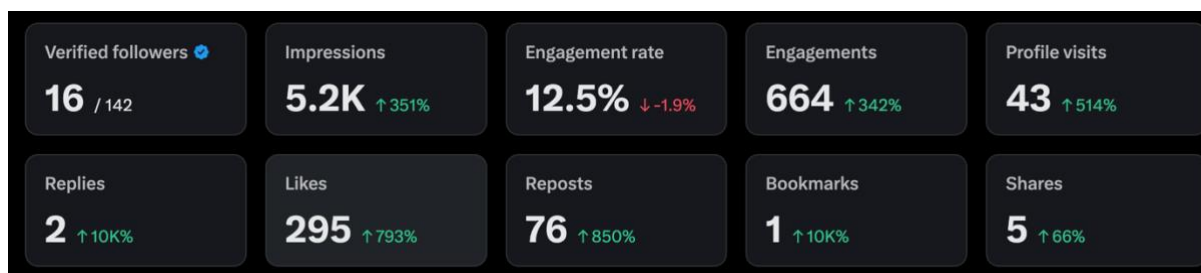 Verified followers
16 / 142
Impressions
5.2K ↑351%
Engagement rate
12.5% ↓-1.9%
Engagements
664 ↑342%
Profile visits
43 ↑514%
Replies
2 ↑10K%
Likes
295 ↑793%
Reposts
76 ↑850%
Bookmarks
1 ↑10K%
Shares
5 ↑66%